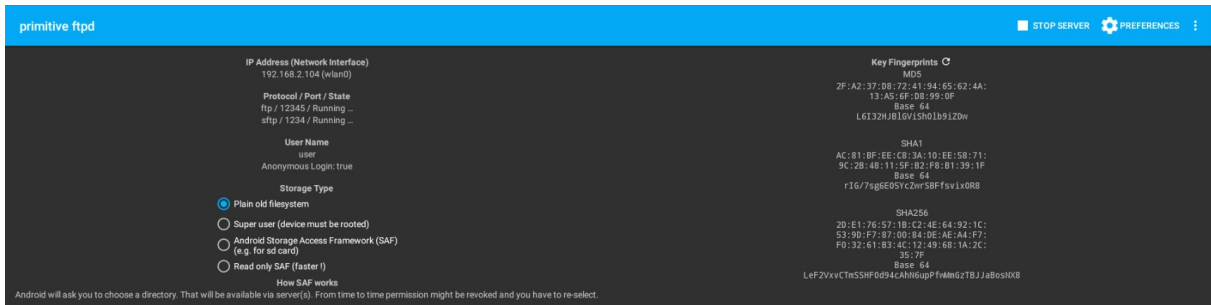 primitive ftpd
STOP SERVER
PREFERENCES
IP Address (Network Interface)
192.168.2.104 (wlan0)
Protocol / Port / State
ftp / 12345 / Running ...
sftp / 1234 / Running ...
User Name
user
Anonymous Login: true
Storage Type
Plain old filesystem
Super user (device must be rooted)
Android Storage Access Framework (SAF)
(e.g. for sd card)
Read only SAF (faster !)
How SAF works
Android will ask you to choose a directory. That will be available via server(s). From time to time permission might be revoked and you have to re-select.
Key Fingerprints
MD5
2F:A2:37:D8:72:41:94:65:62:4A:
13:A5:6F:D8:99:0F
Base 64
L6I32HJBlGViShOlb9iZDw
SHA1
AC:81:BF:EE:C8:3A:10:EE:58:71:
9C:2B:48:11:5F:B2:F8:B1:39:1F
Base 64
rIG/7sg6EO5YcZwrSBFfsvixOR8
SHA256
2D:E1:76:57:1B:C2:4E:64:92:1C:
53:9D:F7:87:00:84:DE:AE:A4:F7:
F0:32:61:B3:4C:12:49:68:1A:2C:
35:7F
Base 64
LeF2VxvCTmSSHFOd94cAhN6upPfwMmGzTBJJaBosNX8